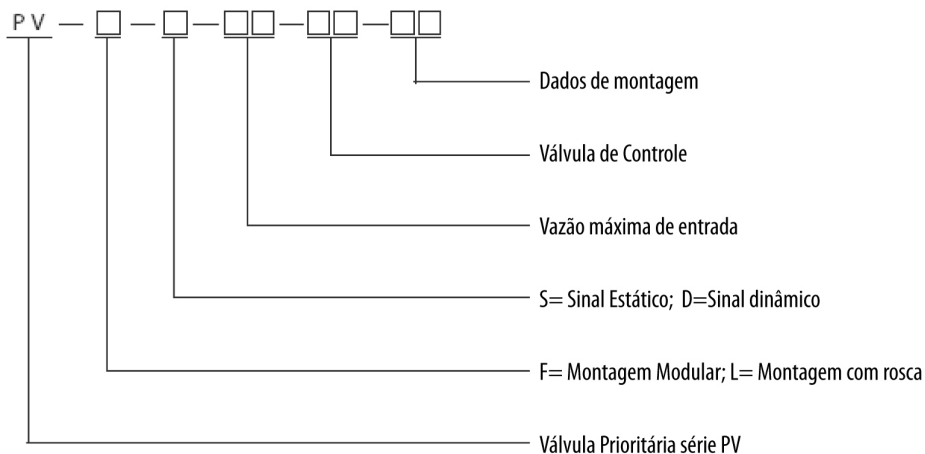 PV — □ — □ — □□ — □□ — □□
Dados de montagem
Válvula de Controle
Vazão máxima de entrada
S= Sinal Estático; D=Sinal dinâmico
F= Montagem Modular; L= Montagem com rosca
Válvula Prioritária série PV